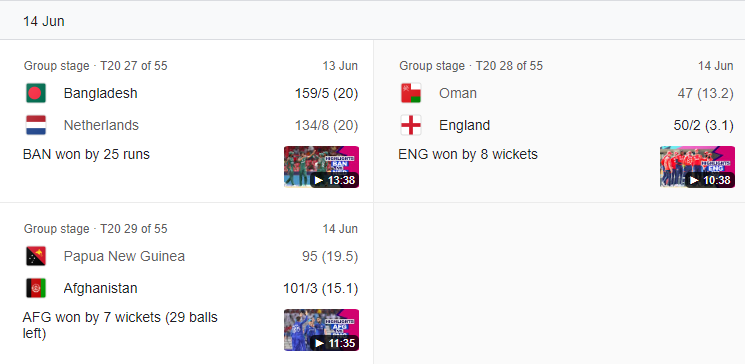 14 Jun
Group stage · T20 27 of 55 13 Jun
Bangladesh 159/5 (20)
Netherlands 134/8 (20)
BAN won by 25 runs
HIGHLIGHTS
BAN
13:38
Group stage · T20 28 of 55 14 Jun
Oman 47 (13.2)
England 50/2 (3.1)
ENG won by 8 wickets
HIGHLIGHTS
ENG
10:38
Group stage · T20 29 of 55 14 Jun
Papua New Guinea 95 (19.5)
Afghanistan 101/3 (15.1)
AFG won by 7 wickets (29 balls
left)
HIGHLIGHTS
AFG
11:35